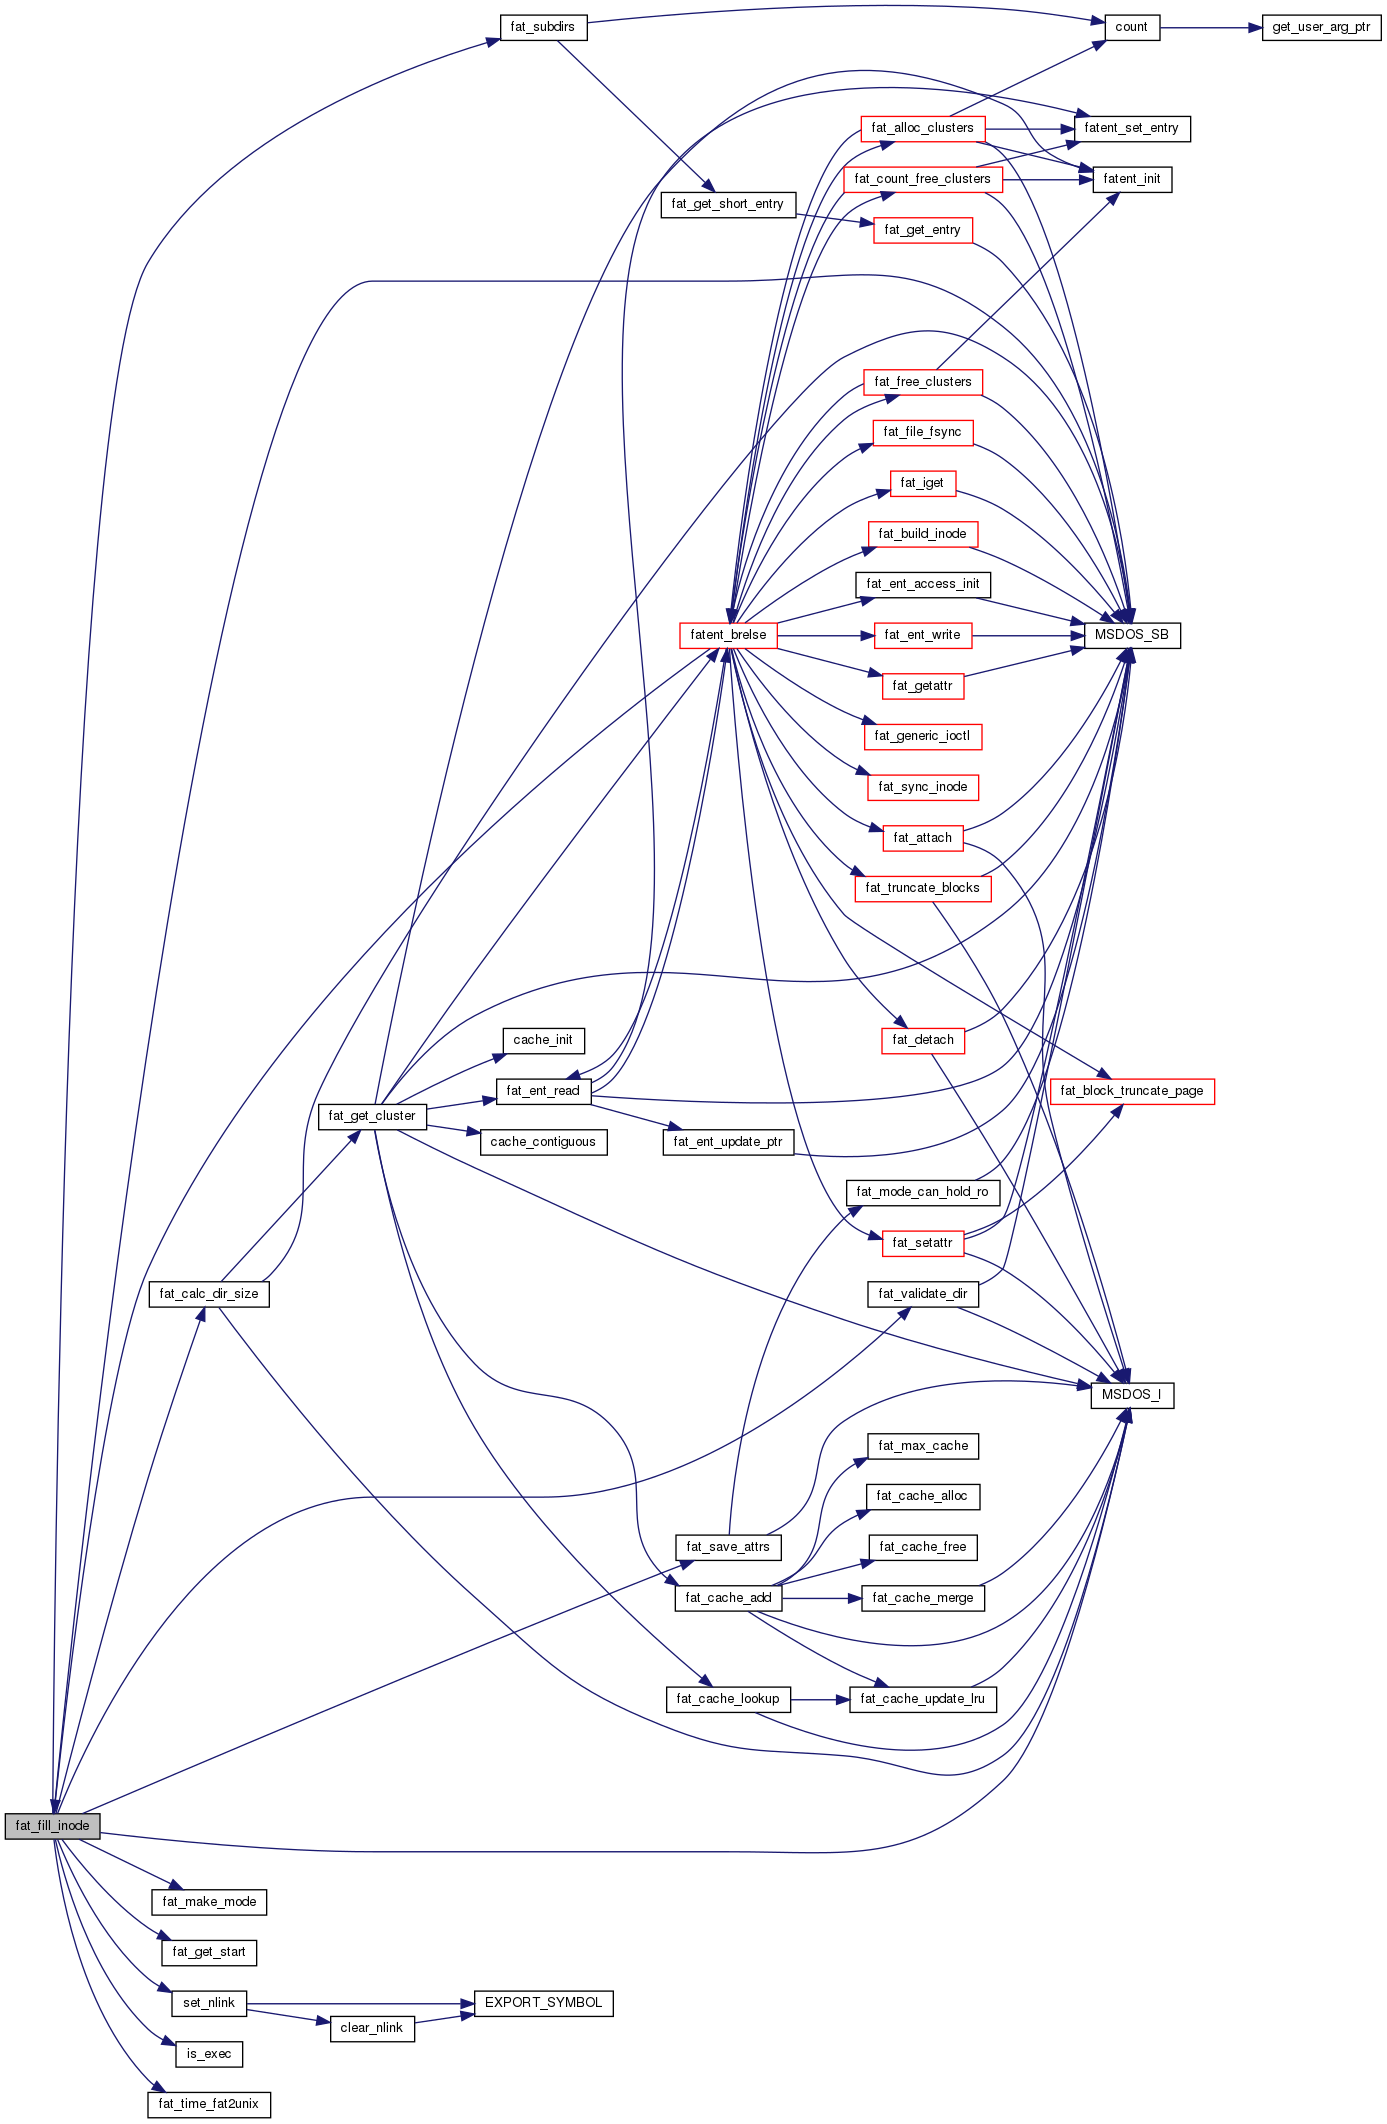 fat_subdirs
count
get_user_arg_ptr
fat_alloc_clusters
fatent_set_entry
fat_count_free_clusters
fatent_init
fat_get_short_entry
fat_get_entry
fat_free_clusters
fat_file_fsync
fat_iget
fat_build_inode
fat_ent_access_init
fatent_brelse
fat_ent_write
MSDOS_SB
fat_getattr
fat_generic_ioctl
fat_sync_inode
fat_attach
fat_truncate_blocks
cache_init
fat_detach
fat_ent_read
fat_block_truncate_page
fat_get_cluster
cache_contiguous
fat_ent_update_ptr
fat_mode_can_hold_ro
fat_setattr
fat_calc_dir_size
fat_validate_dir
MSDOS_I
fat_max_cache
fat_cache_alloc
fat_save_attrs
fat_cache_free
fat_cache_add
fat_cache_merge
fat_cache_lookup
fat_cache_update_lru
fat_fill_inode
fat_make_mode
fat_get_start
set_nlink
EXPORT_SYMBOL
clear_nlink
is_exec
fat_time_fat2unix